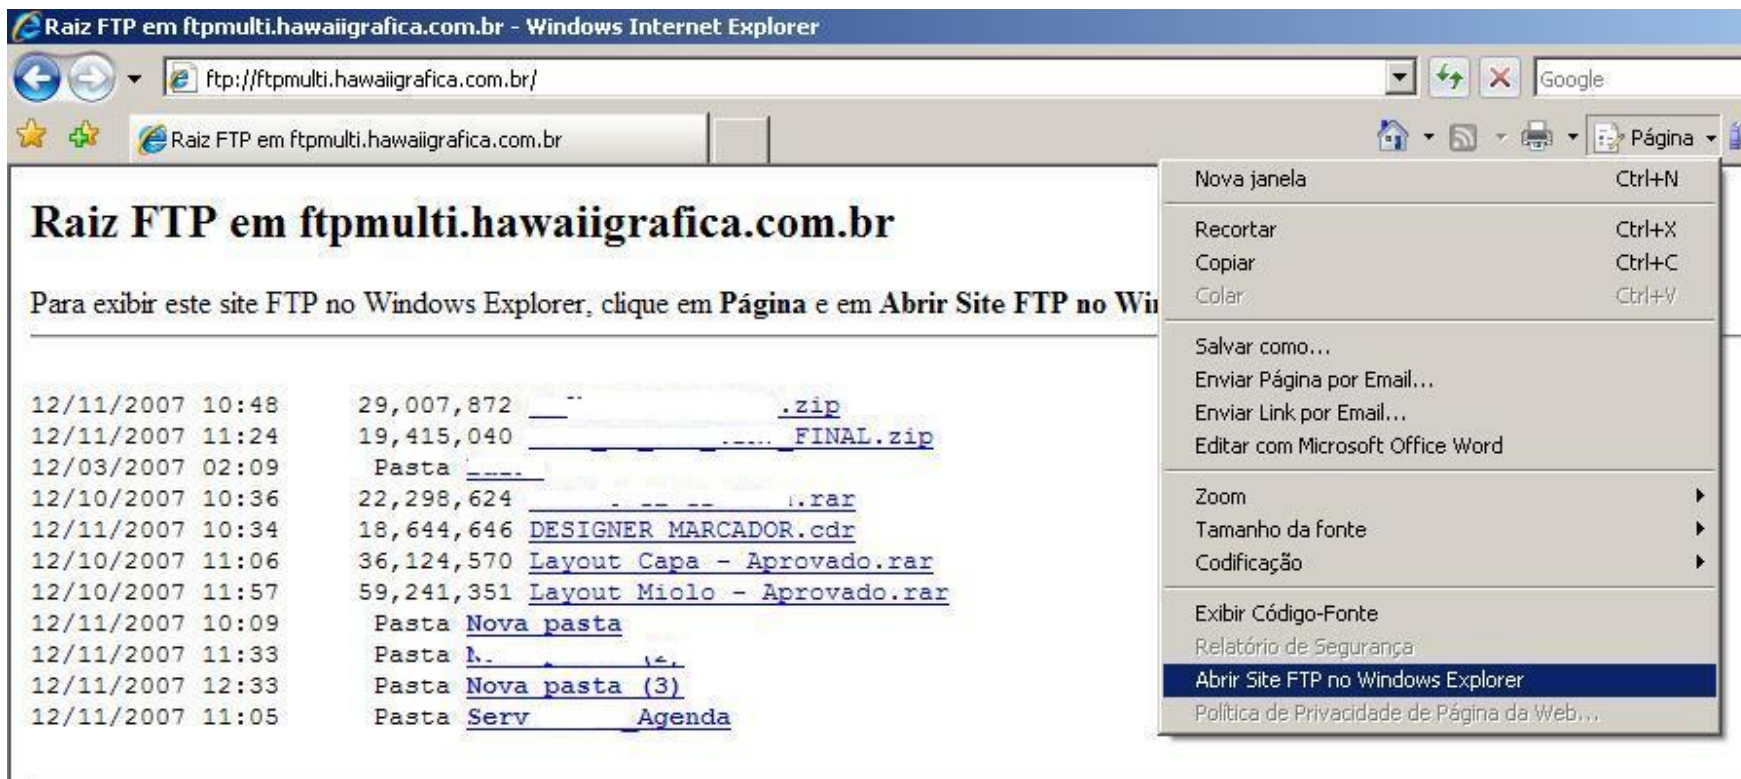 Raiz FTP em ftpmulti.hawaiigrafica.com.br - Windows Internet Explorer
ftp://ftpmulti.hawaiigrafica.com.br/
Google
Raiz FTP em ftpmulti.hawaiigrafica.com.br
Página
Raiz FTP em ftpmulti.hawaiigrafica.com.br
Para exibir este site FTP no Windows Explorer, clique em Página e em Abrir Site FTP no
12/11/2007 10:48 29,007,872 .zip
12/11/2007 11:24 19,415,040 _FINAL.zip
12/03/2007 02:09 Pasta
12/10/2007 10:36 22,298,624 .rar
12/11/2007 10:34 18,644,646 DESIGNER MARCADOR.cdr
12/10/2007 11:06 36,124,570 Layout Capa - Aprovado.rar
12/10/2007 11:57 59,241,351 Layout Miolo - Aprovado.rar
12/11/2007 10:09 Pasta Nova pasta
12/11/2007 11:33 Pasta
12/11/2007 12:33 Pasta Nova pasta (3)
12/11/2007 11:05 Pasta Serv _Agenda
Nova janela Ctrl+N
Recortar Ctrl+X
Copiar Ctrl+C
Colar Ctrl+V
Salvar como...
Enviar Página por Email...
Enviar Link por Email...
Editar com Microsoft Office Word
Zoom
Tamanho da fonte
Codificação
Exibir Código-Fonte
Relatório de Segurança
Abrir Site FTP no Windows Explorer
Política de Privacidade de Página da Web...